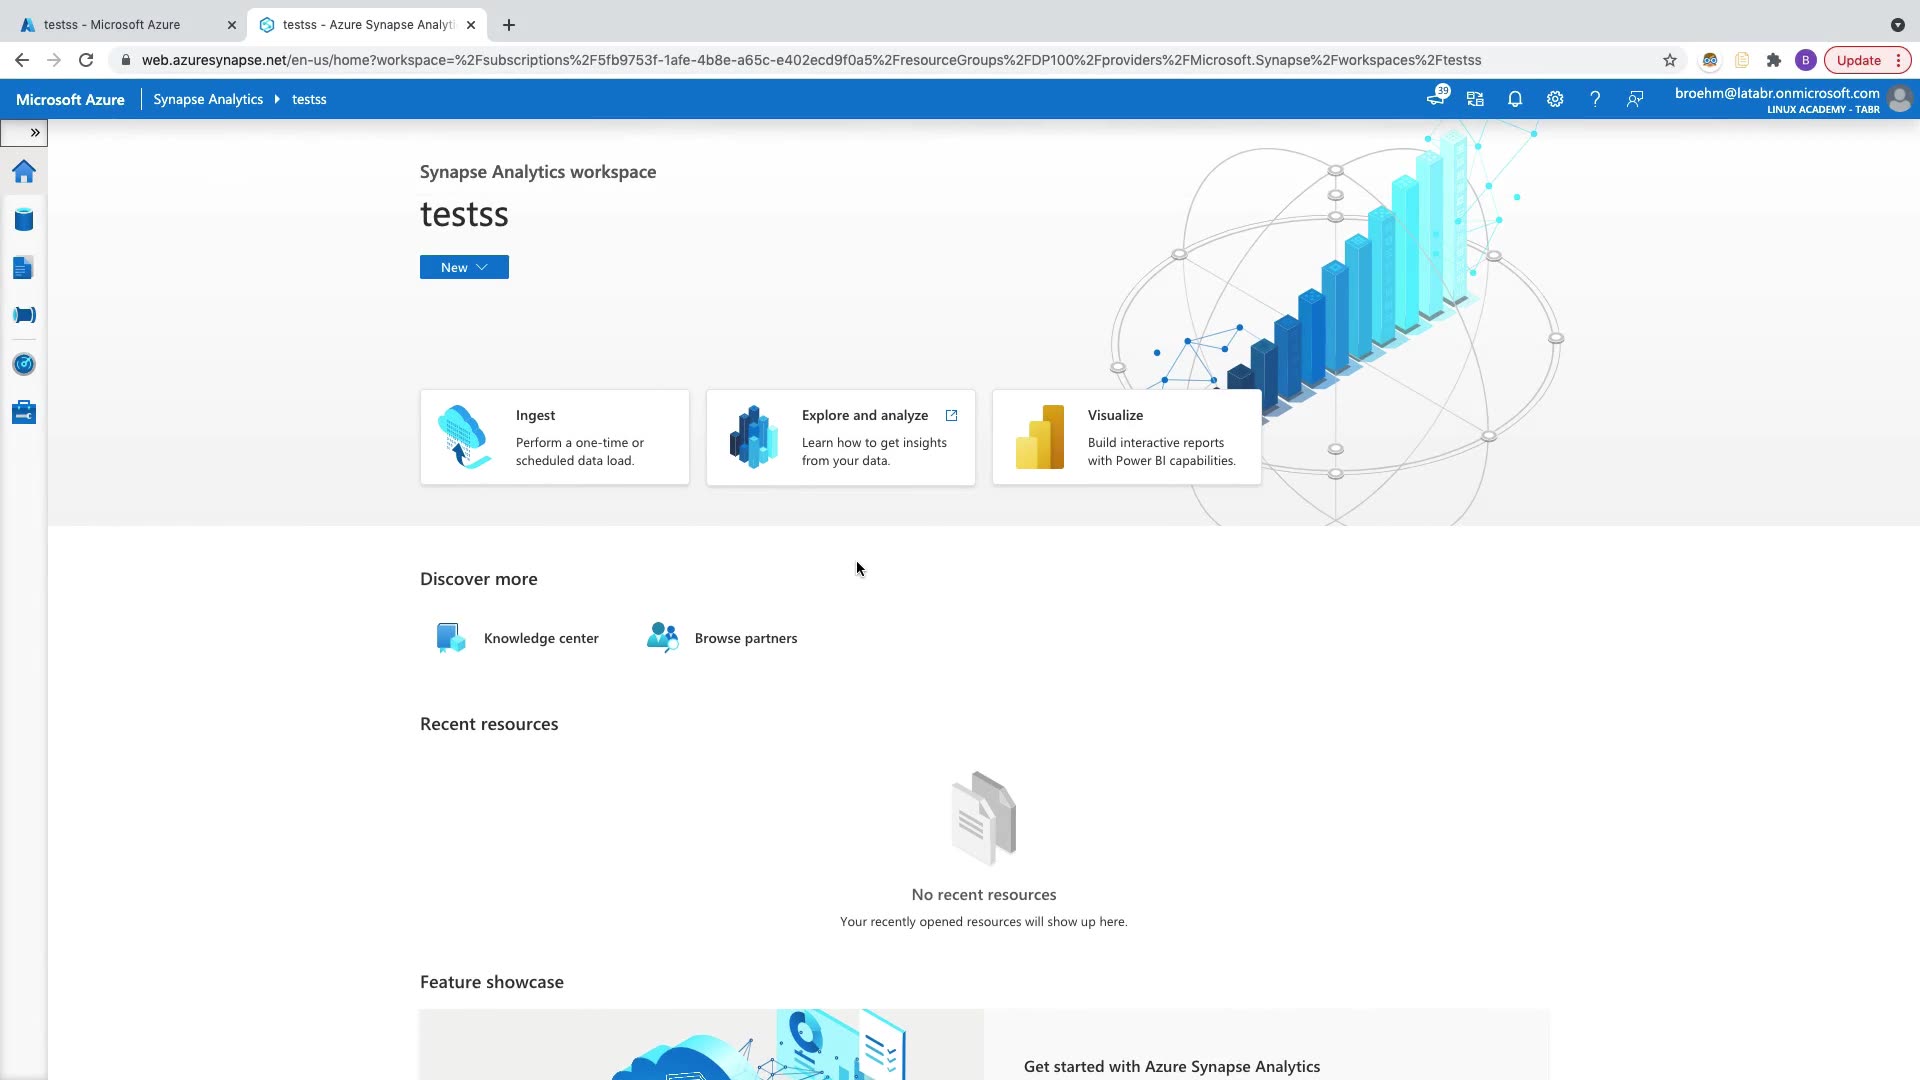 testss - Microsoft Azure
testss - Azure Synapse Analyti
web.azuresynapse.net/en-us/home?workspace=%2Fsubscriptions%2F5fb9753f-1afe-4b8e-a65c-e402ecd9f0a5%2FresourceGroups%2FDP100%2Fproviders%2FMicrosoft.Synapse%2Fworkspaces%2Ftestss
B
Update
Microsoft Azure
Synapse Analytics
testss
39
broehm@latabr.onmicrosoft.com
LINUX ACADEMY - TABR
Synapse Analytics workspace
testss
New
Ingest
Perform a one-time or
scheduled data load.
Explore and analyze
Learn how to get insights
from your data.
Visualize
Build interactive reports
with Power BI capabilities.
Discover more
Knowledge center
Browse partners
Recent resources
No recent resources
Your recently opened resources will show up here.
Feature showcase
Get started with Azure Synapse Analytics